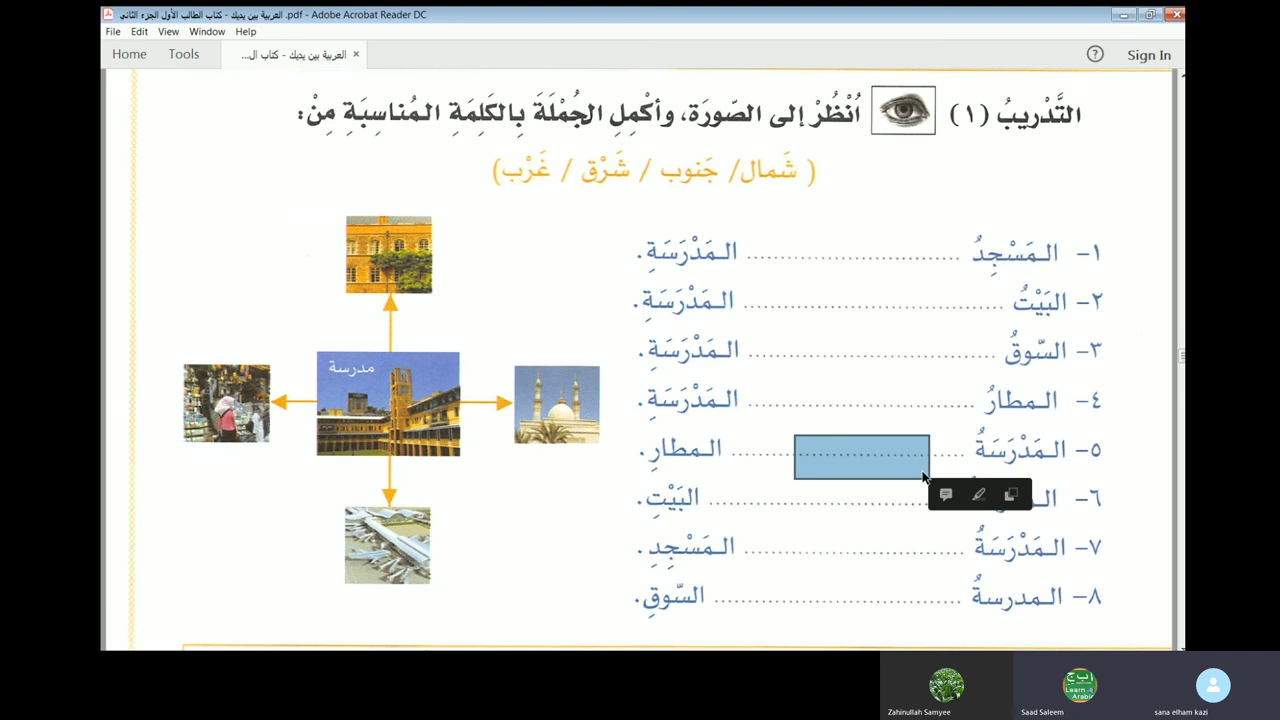 العربية بين يديك - كتاب الطالب الأول الجزء الثاني .pdf - Adobe Acrobat Reader DC
File Edit View Window Help
Home Tools العربية بين يديك - كتاب ال... × ? Sign In
التَّدْريبُ (١) اُنْظُرْ إلى الصّورَة، وأكْمِلِ الجُمْلَةَ بِالكَلِمَةِ المُناسِبَةِ مِنْ:
( شَمال/ جَنوب / شَرْق / غَرْب)
١- المَسْجِدُ .................................. المَدْرَسَةِ .
٢- البَيْتُ .................................. المَدْرَسَةِ .
٣- السّوقُ .................................. المَدْرَسَةِ .
٤- المطارُ .................................. المَدْرَسَةِ .
٥- المَدْرَسَةُ .................................. المطارِ .
٦- .................................. البَيْتِ .
٧- المَدْرَسَةُ .................................. المَسْجِدِ .
٨- المدرسةُ .................................. السّوقِ .
مدرسة
أ ب ج
Learn Arabic
Zahinullah Samyee
Saad Saleem
sana elham kazi